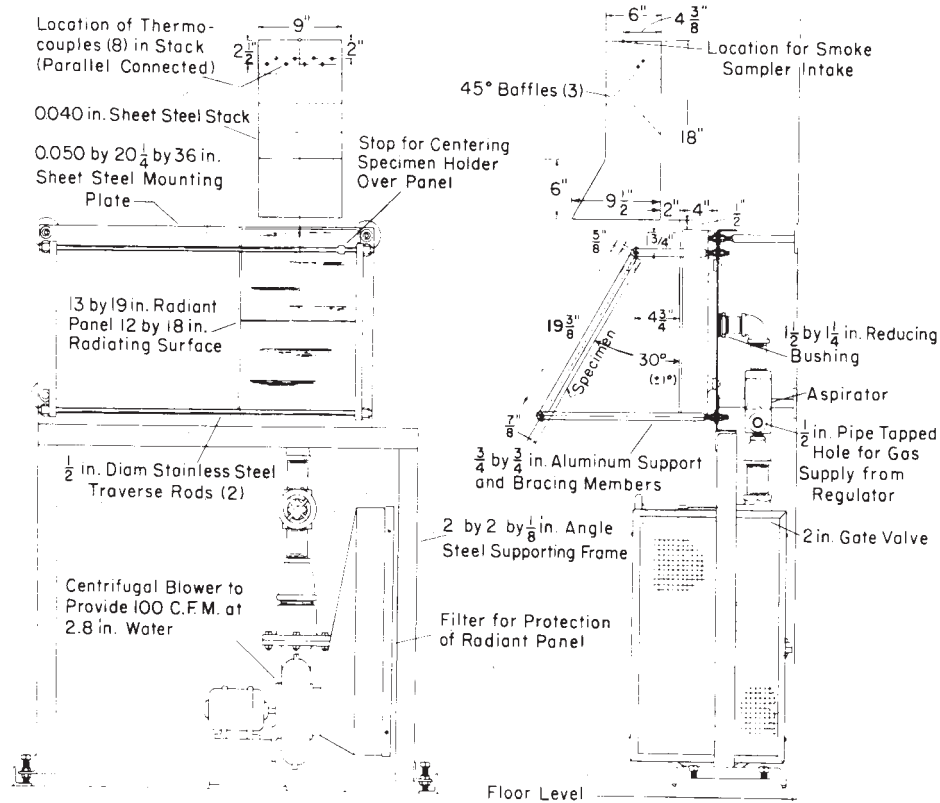 Location of Thermo-
couples (8) in Stack
(Parallel Connected)
9"
2 1/2"
1/2"
0.040 in. Sheet Steel Stack
0.050 by 20 1/4 by 36 in.
Sheet Steel Mounting
Plate
Stop for Centering
Specimen Holder
Over Panel
13 by 19 in. Radiant
Panel 12 by 18 in.
Radiating Surface
1/2 in. Diam Stainless Steel
Traverse Rods (2)
Centrifugal Blower to
Provide 100 C.F.M. at
2.8 in. Water
2 by 2 by 1/8 in. Angle
Steel Supporting Frame
Filter for Protection
of Radiant Panel
6"
4 3/8"
Location for Smoke
Sampler Intake
45° Baffles (3)
18"
6"
9 1/2"
2"
4"
1/2"
5/8"
1 3/4"
19 3/8"
4 3/4"
Specimen
30°
(±1°)
7/8"
3/4 by 3/4 in. Aluminum Support
and Bracing Members
1 1/2 by 1 1/4 in. Reducing
Bushing
Aspirator
1/2 in. Pipe Tapped
Hole for Gas
Supply from
Regulator
2 in. Gate Valve
Floor Level